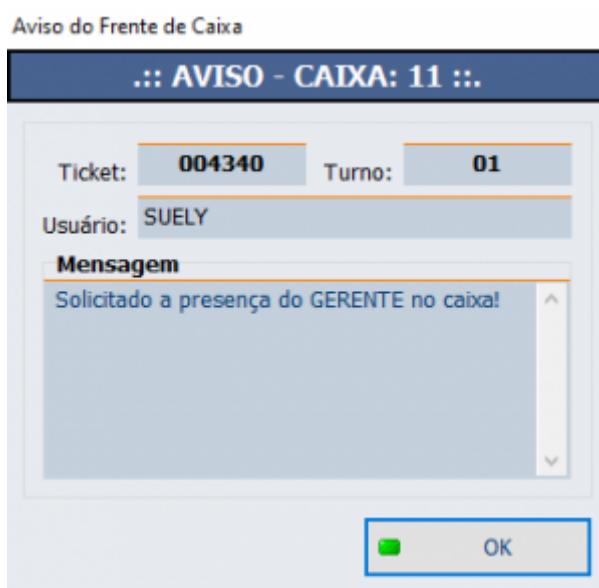 Aviso do Frente de Caixa
.:: AVISO - CAIXA: 11 ::.
Ticket: 004340 Turno: 01
Usuário: SUELY
Mensagem
Solicitado a presença do GERENTE no caixa!
OK